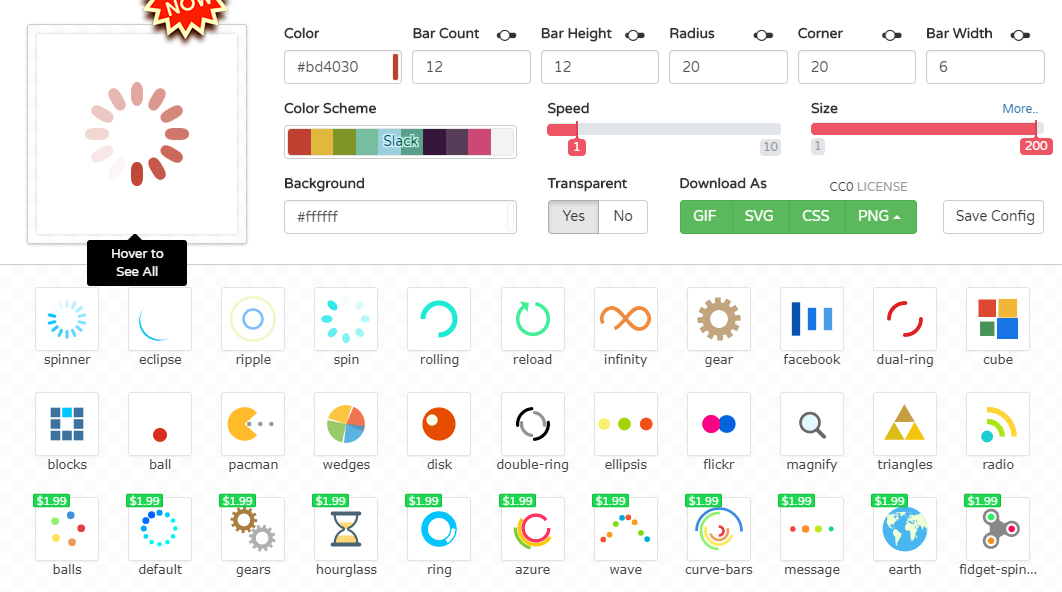 NOW
Color Bar Count Bar Height Radius Corner Bar Width
#bd4030 12 12 20 20 6
Color Scheme Speed Size More..
Slack
1 10 1 200
Background Transparent Download As CC0 LICENSE
#ffffff Yes No GIF SVG CSS PNG Save Config
Hover to
See All
spinner eclipse ripple spin rolling reload infinity gear facebook dual-ring cube
blocks ball pacman wedges disk double-ring ellipsis flickr magnify triangles radio
$1.99 $1.99 $1.99 $1.99 $1.99 $1.99 $1.99 $1.99 $1.99 $1.99 $1.99
balls default gears hourglass ring azure wave curve-bars message earth fidget-spin...